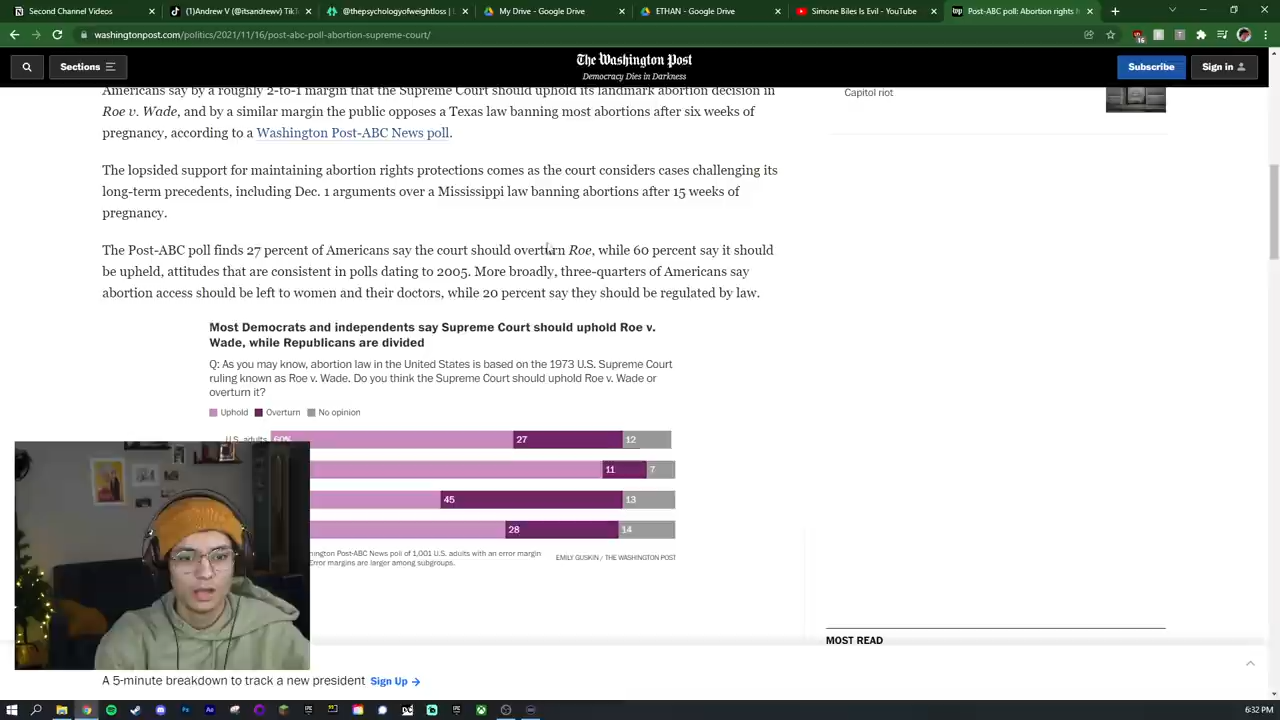 Second Channels
Andrew (@itsme
TikTok
@thepsychologyofweightloss | L
My Drive - Google Drive
ETHAN - Google Drive
Simone Biles Is Evil - YouTube
Post-ABC poll: Abortion rights h
washingtonpost.com/politics/2021/11/16/post-abc-poll-abortion-supreme-court/
Sections
The Washington Post
Democracy Dies in Darkness
Subscribe
Sign in
Americans say by a roughly 2-to-1 margin that the Supreme Court should uphold its landmark abortion decision in
Roe v. Wade, and by a similar margin the public opposes a Texas law banning most abortions after six weeks of
pregnancy, according to a Washington Post-ABC News poll.
Capitol riot
The lopsided support for maintaining abortion rights protections comes as the court considers cases challenging its
long-term precedents, including Dec. 1 arguments over a Mississippi law banning abortions after 15 weeks of
pregnancy.
The Post-ABC poll finds 27 percent of Americans say the court should overturn Roe, while 60 percent say it should
be upheld, attitudes that are consistent in polls dating to 2005. More broadly, three-quarters of Americans say
abortion access should be left to women and their doctors, while 20 percent say they should be regulated by law.
Most Democrats and independents say Supreme Court should uphold Roe v.
Wade, while Republicans are divided
Q: As you may know, abortion law in the United States is based on the 1973 U.S. Supreme Court
ruling known as Roe v. Wade. Do you think the Supreme Court should uphold Roe v. Wade or
overturn it?
Uphold Overturn No opinion
U.S. adults 60% 27 12
11 7
45 13
28 14
ington Post-ABC News poll of 1,001 U.S. adults with an error margin
Error margins are larger among subgroups.
EMILY GUSKIN / THE WASHINGTON POST
MOST READ
A 5-minute breakdown to track a new president Sign Up →
6:32 PM